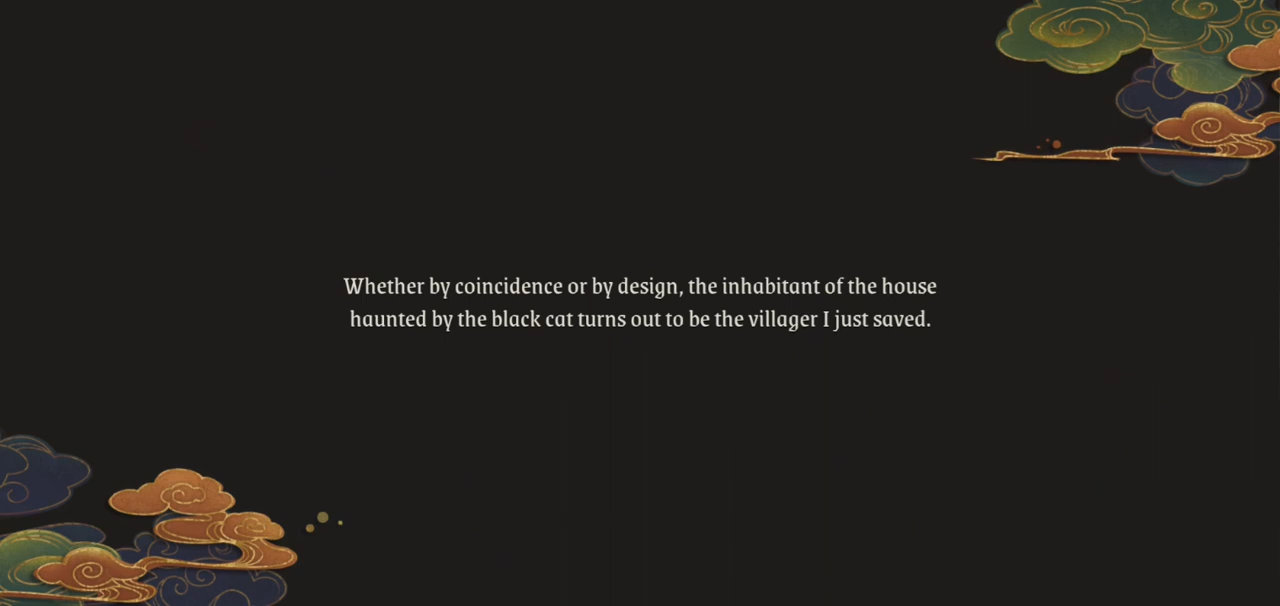 Whether by coincidence or by design, the inhabitant of the house
haunted by the black cat turns out to be the villager I just saved.